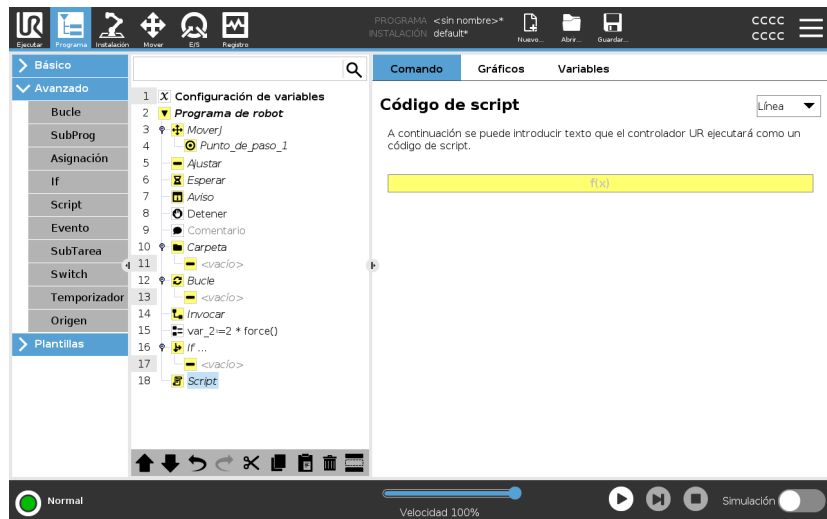 PROGRAMA <sin nombre>*
INSTALACIÓN default*
Ejecutar Programa Instalación Mover E/S Registro
Nuevo... Abrir... Guardar...
cccc
cccc
Básico
Avanzado
Bucle
SubProg
Asignación
If
Script
Evento
SubTarea
Switch
Temporizador
Origen
Plantillas
1 X Configuración de variables
2 Programa de robot
3 MoverJ
4 Punto_de_paso_1
5 Ajustar
6 Esperar
7 Aviso
8 Detener
9 Comentario
10 Carpeta
11 <vacío>
12 Bucle
13 <vacío>
14 Invocar
15 var_2:=2 * force()
16 If ...
17 <vacío>
18 Script
Comando Gráficos Variables
Código de script
Línea
A continuación se puede introducir texto que el controlador UR ejecutará como un
código de script.
f(x)
Normal
Velocidad 100%
Simulación